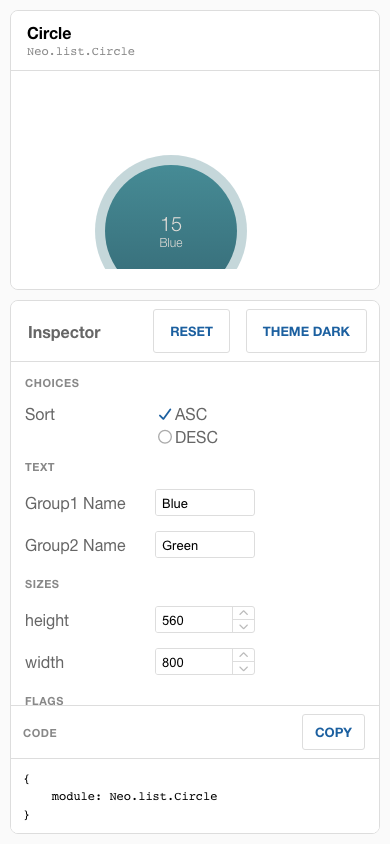 Circle
Neo.list.Circle
15
Blue
Inspector
RESET
THEME DARK
CHOICES
Sort
ASC
DESC
TEXT
Group1 Name
Blue
Group2 Name
Green
SIZES
height
560
width
800
FLAGS
CODE
COPY
{
    module: Neo.list.Circle
}